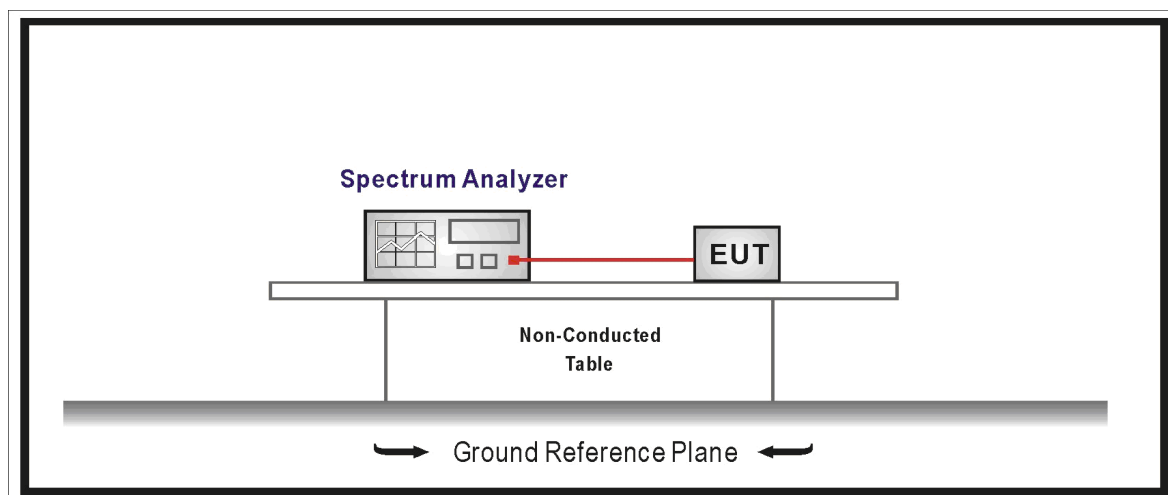 Spectrum Analyzer
EUT
Non-Conducted
Table
Ground Reference Plane